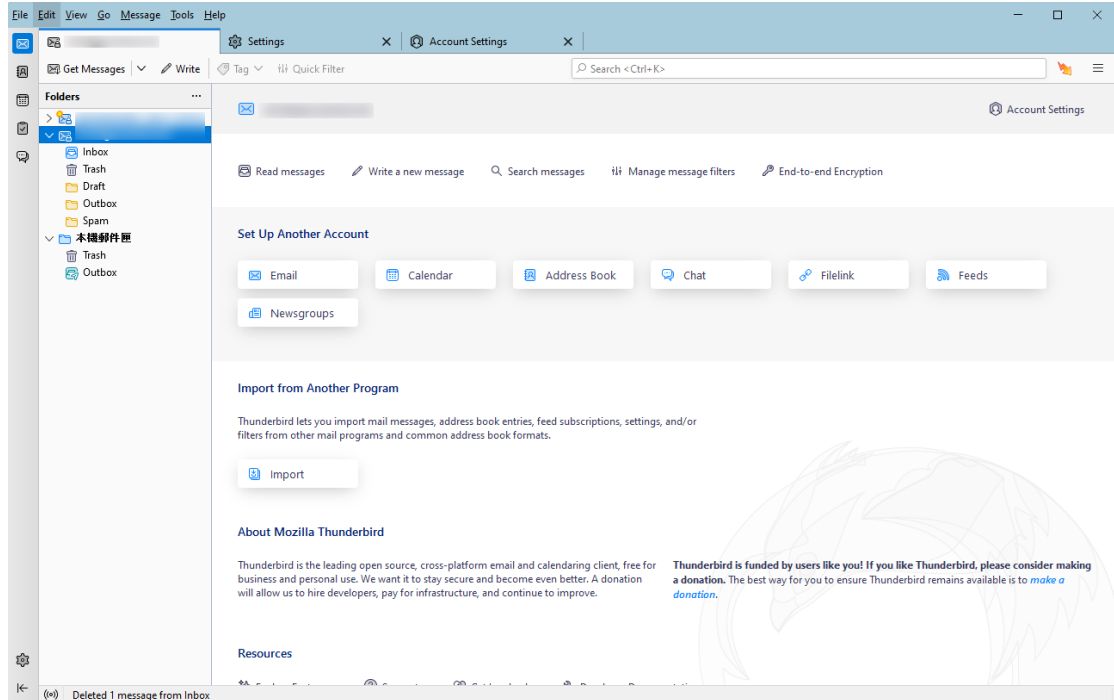 File Edit View Go Message Tools Help
Settings Account Settings
Get Messages Write Tag Quick Filter Search <Ctrl+K>
Folders ...
Account Settings
Inbox
Trash
Draft
Outbox
Spam
本機郵件匣
Trash
Outbox
Read messages Write a new message Search messages Manage message filters End-to-end Encryption
Set Up Another Account
Email Calendar Address Book Chat Filelink Feeds
Newsgroups
Import from Another Program
Thunderbird lets you import mail messages, address book entries, feed subscriptions, settings, and/or
filters from other mail programs and common address book formats.
Import
About Mozilla Thunderbird
Thunderbird is the leading open source, cross-platform email and calendaring client, free for
business and personal use. We want it to stay secure and become even better. A donation
will allow us to hire developers, pay for infrastructure, and continue to improve.
Thunderbird is funded by users like you! If you like Thunderbird, please consider making
a donation. The best way for you to ensure Thunderbird remains available is to make a
donation.
Resources
Deleted 1 message from Inbox